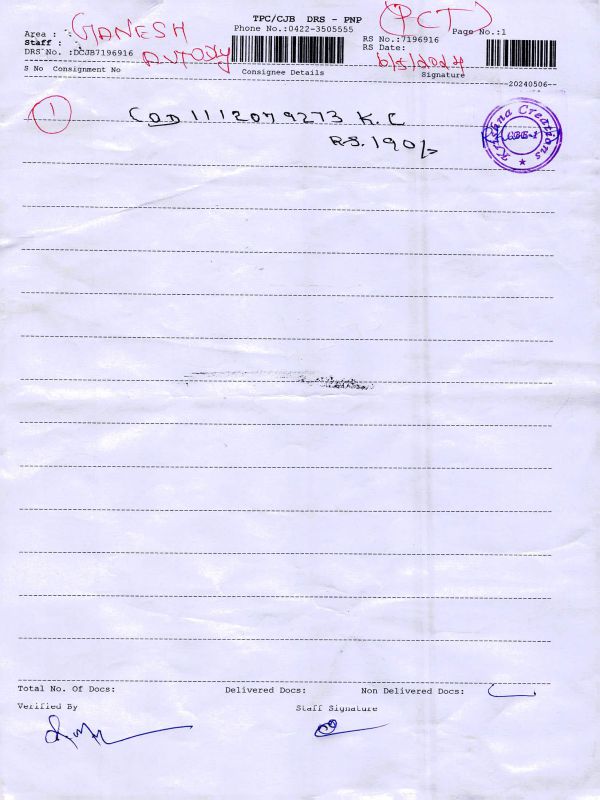 TPC/CJB DRS - PNP (PCT)
Phone No.:0422-3505555
Area : GANESH
Staff :
DRS No. :DCJB7196916
RS No.:7196916 Page No.:1
RS Date:
6/5/2024
S No Consignment No Consignee Details Signature
--20240506--
1 COD 1112079273 K.C
RS. 190/-
Krishna Creations
Total No. Of Docs: Delivered Docs: Non Delivered Docs:
Verified By Staff Signature